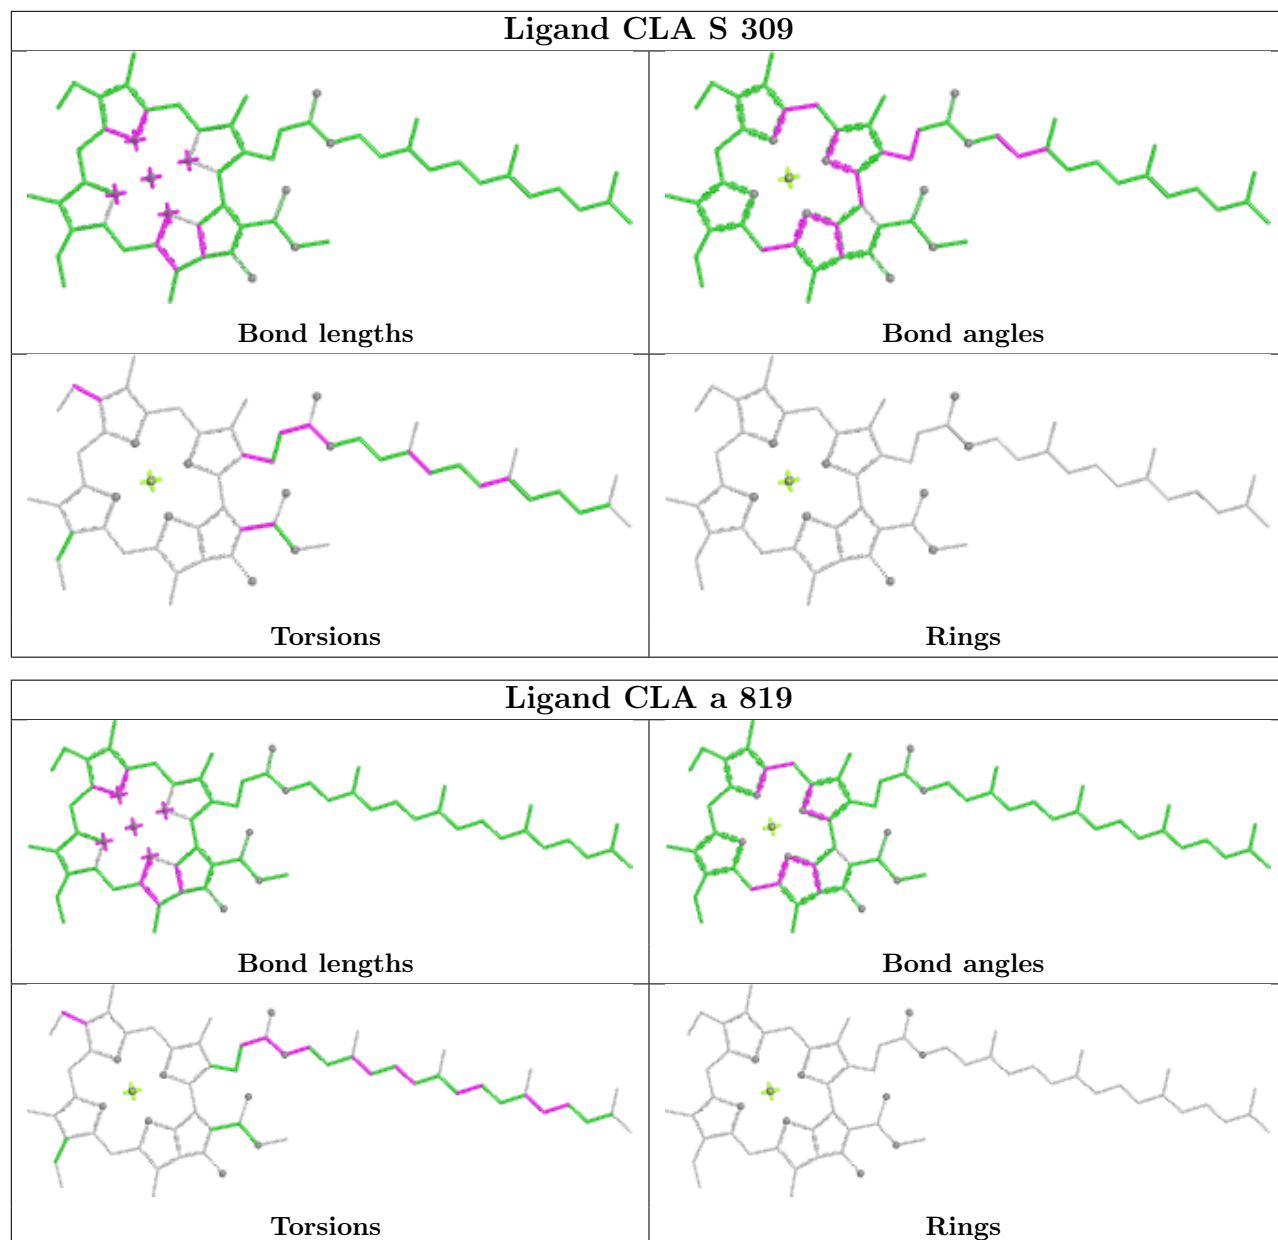 Ligand CLA S 309
Bond lengths
Bond angles
Torsions
Rings
Ligand CLA a 819
Bond lengths
Bond angles
Torsions
Rings